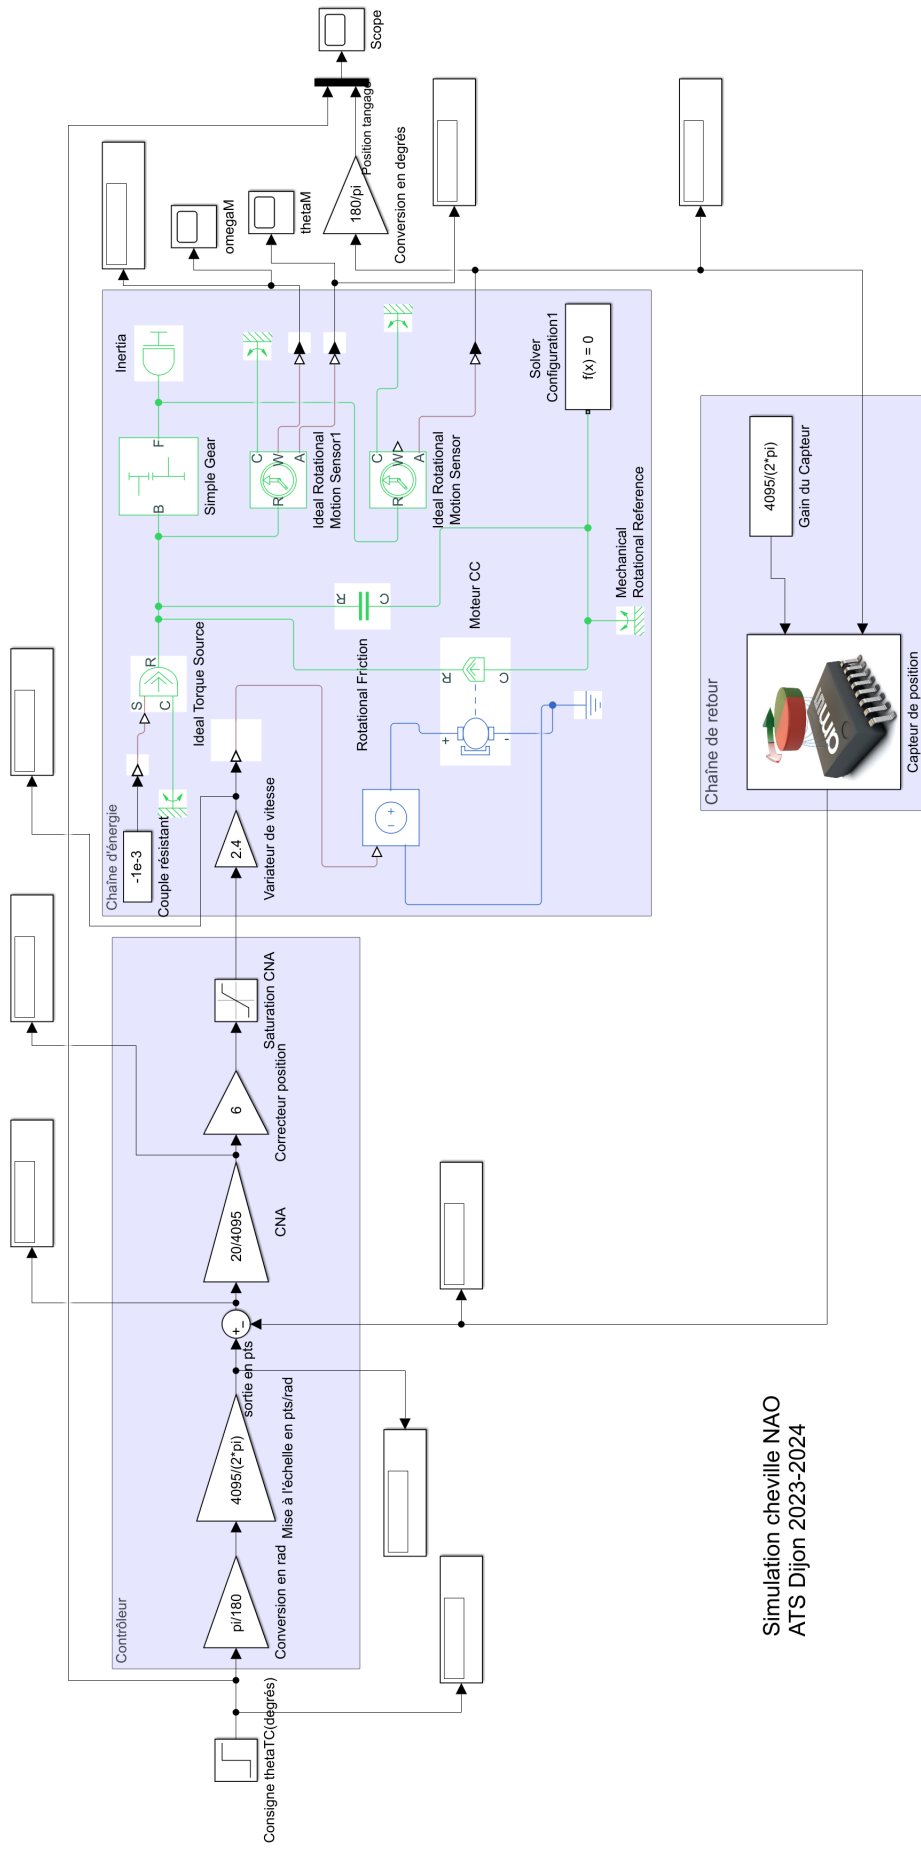 Consigne thetaTC(degrés)
Contrôleur
pi/180
Conversion en rad
4095/(2*pi)
Mise à l'échelle en pts/rad
sortie en pts
+
−
20/4095
CNA
6
Correcteur position
Saturation CNA
Chaîne d'énergie
-1e-3
Couple résistant
2.4
Variateur de vitesse
S
C
R
Ideal Torque Source
Rotational Friction
R
C
Moteur CC
R
C
+
-
Mechanical
Rotational Reference
B
F
Simple Gear
Inertia
R
C
W
A
Ideal Rotational
Motion Sensor1
R
C
W
A
Ideal Rotational
Motion Sensor
Solver
Configuration1
f(x) = 0
omegaM
thetaM
180/pi
Conversion en degrés
Position tangage
Scope
Chaîne de retour
4095/(2*pi)
Gain du Capteur
Capteur de position
Simulation cheville NAO
ATS Dijon 2023-2024